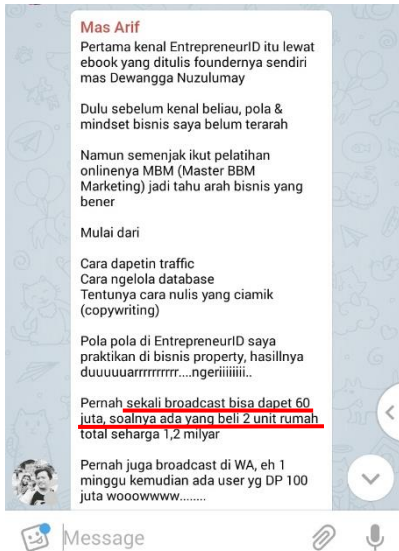 Mas Arif
Pertama kenal EntrepreneurID itu lewat
ebook yang ditulis foundernya sendiri
mas Dewangga Nuzulumay
Dulu sebelum kenal beliau, pola &
mindset bisnis saya belum terarah
Namun semenjak ikut pelatihan
onlinenya MBM (Master BBM
Marketing) jadi tahu arah bisnis yang
bener
Mulai dari
Cara dapetin traffic
Cara ngelola database
Tentunya cara nulis yang ciamik
(copywriting)
Pola pola di EntrepreneurID saya
praktikan di bisnis property, hasillnya
duuuuuarrrrrrrrrr....ngeriiiiiiii..
Pernah sekali broadcast bisa dapet 60
juta, soalnya ada yang beli 2 unit rumah
total seharga 1,2 milyar
Pernah juga broadcast di WA, eh 1
minggu kemudian ada user yg DP 100
juta wooowwww........
Message